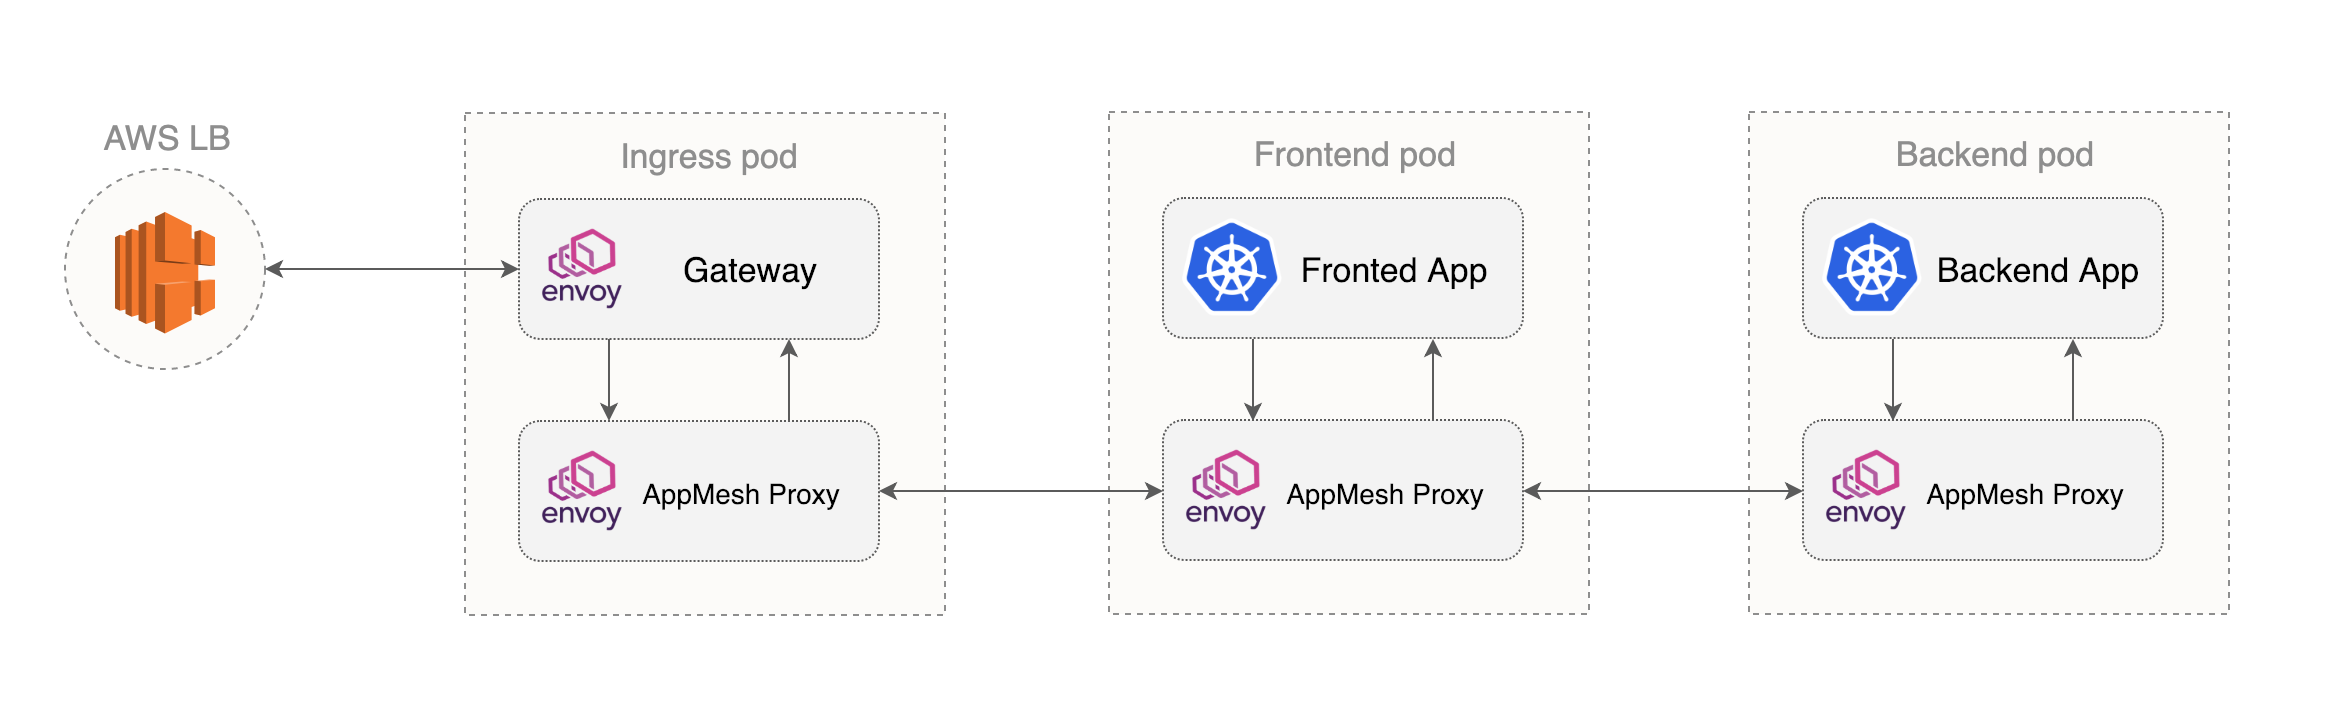 AWS LB
Ingress pod
envoy
Gateway
envoy
AppMesh Proxy
Frontend pod
Fronted App
envoy
AppMesh Proxy
Backend pod
Backend App
envoy
AppMesh Proxy